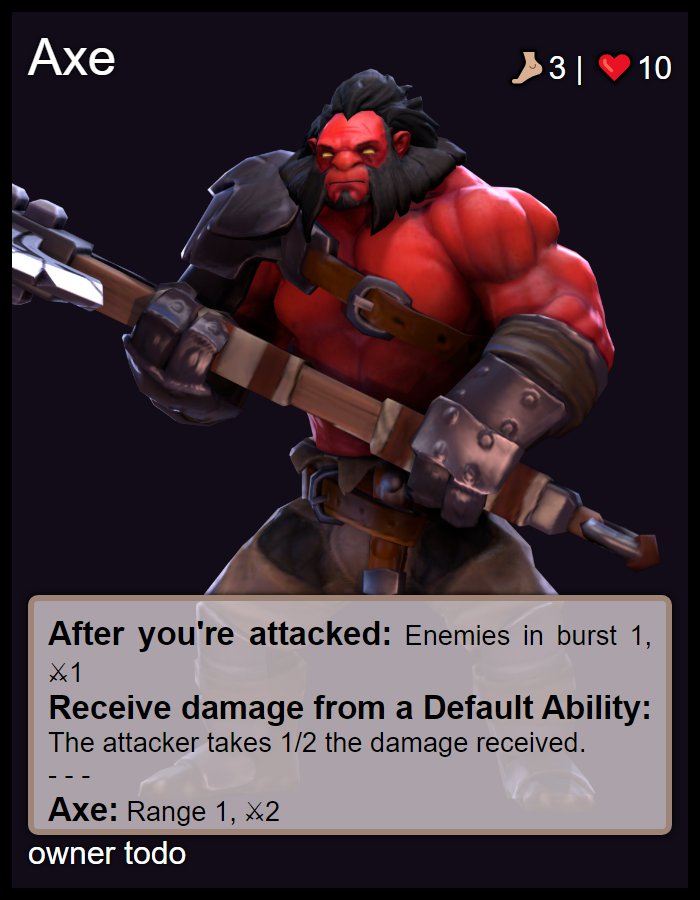 Axe
🦶🏼3 | ❤️10
After you're attacked: Enemies in burst 1,
⚔1
Receive damage from a Default Ability:
The attacker takes 1/2 the damage received.
- - -
Axe: Range 1, ⚔2
owner todo